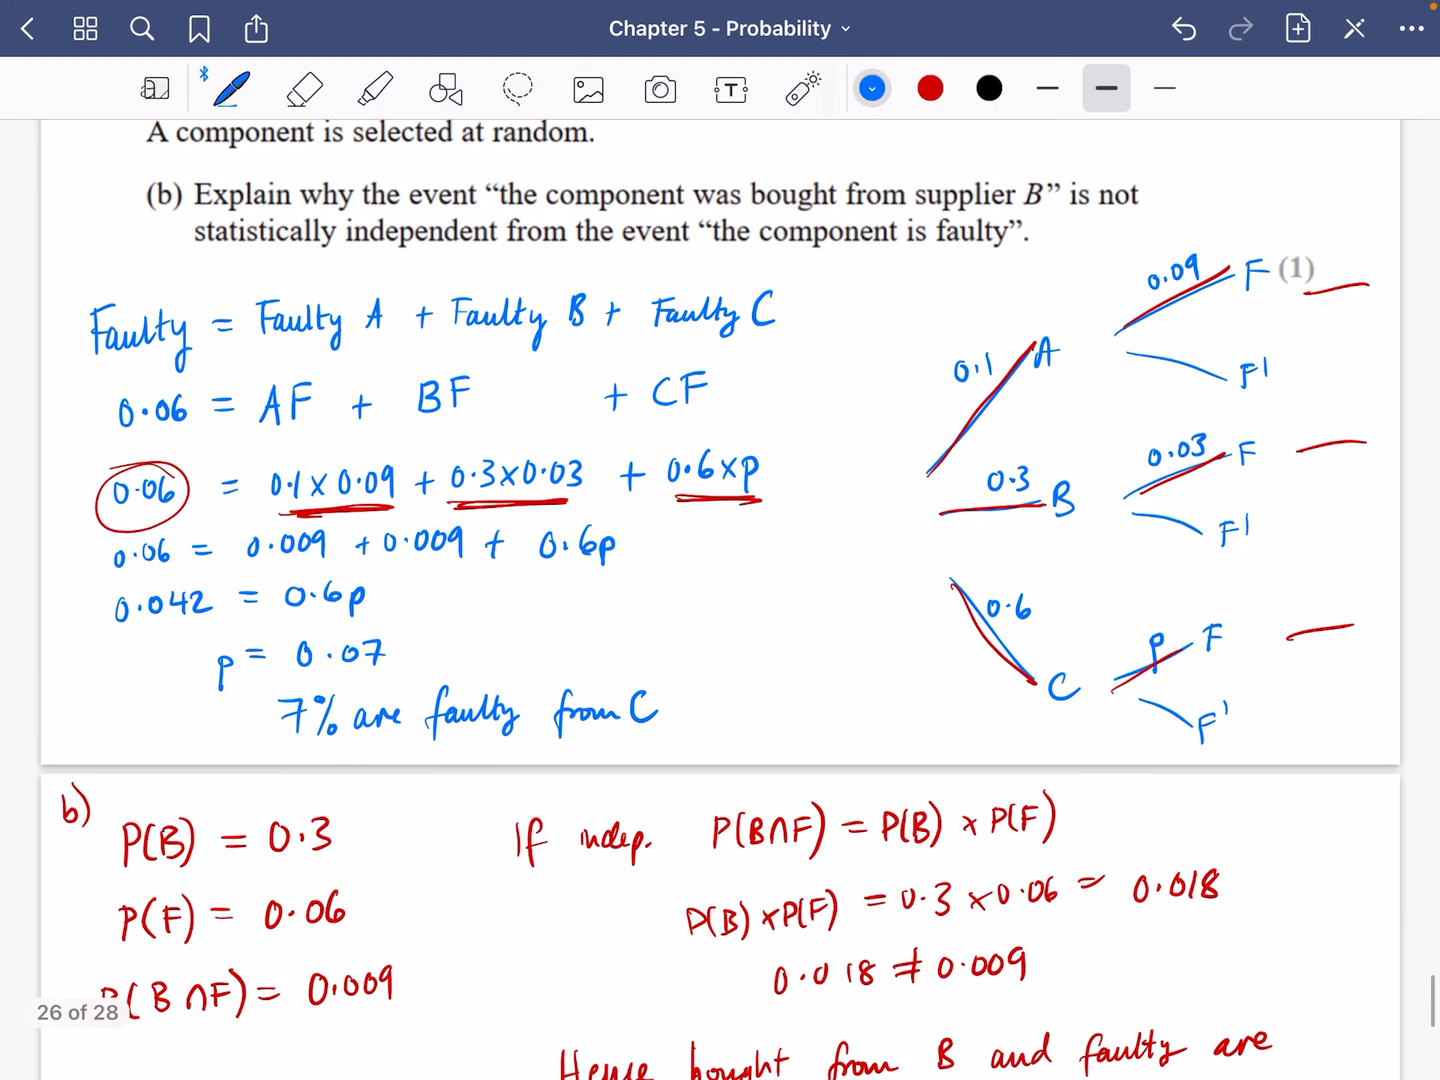 Chapter 5 - Probability
A component is selected at random.
(b) Explain why the event “the component was bought from supplier B” is not
statistically independent from the event “the component is faulty”.
(1)
Faulty = Faulty A + Faulty B + Faulty C
0.06 = AF + BF + CF
0.06 = 0.1 x 0.09 + 0.3 x 0.03 + 0.6 x p
0.06 = 0.009 + 0.009 + 0.6p
0.042 = 0.6p
p = 0.07
7% are faulty from C
0.09 F
0.1 A
F'
0.03 F
0.3 B
F'
0.6
p F
C
F'
b)
P(B) = 0.3
P(F) = 0.06
P(B ∩ F) = 0.009
If indep. P(B∩F) = P(B) x P(F)
P(B) x P(F) = 0.3 x 0.06 = 0.018
0.018 ≠ 0.009
Hence bought from B and faulty are
26 of 28